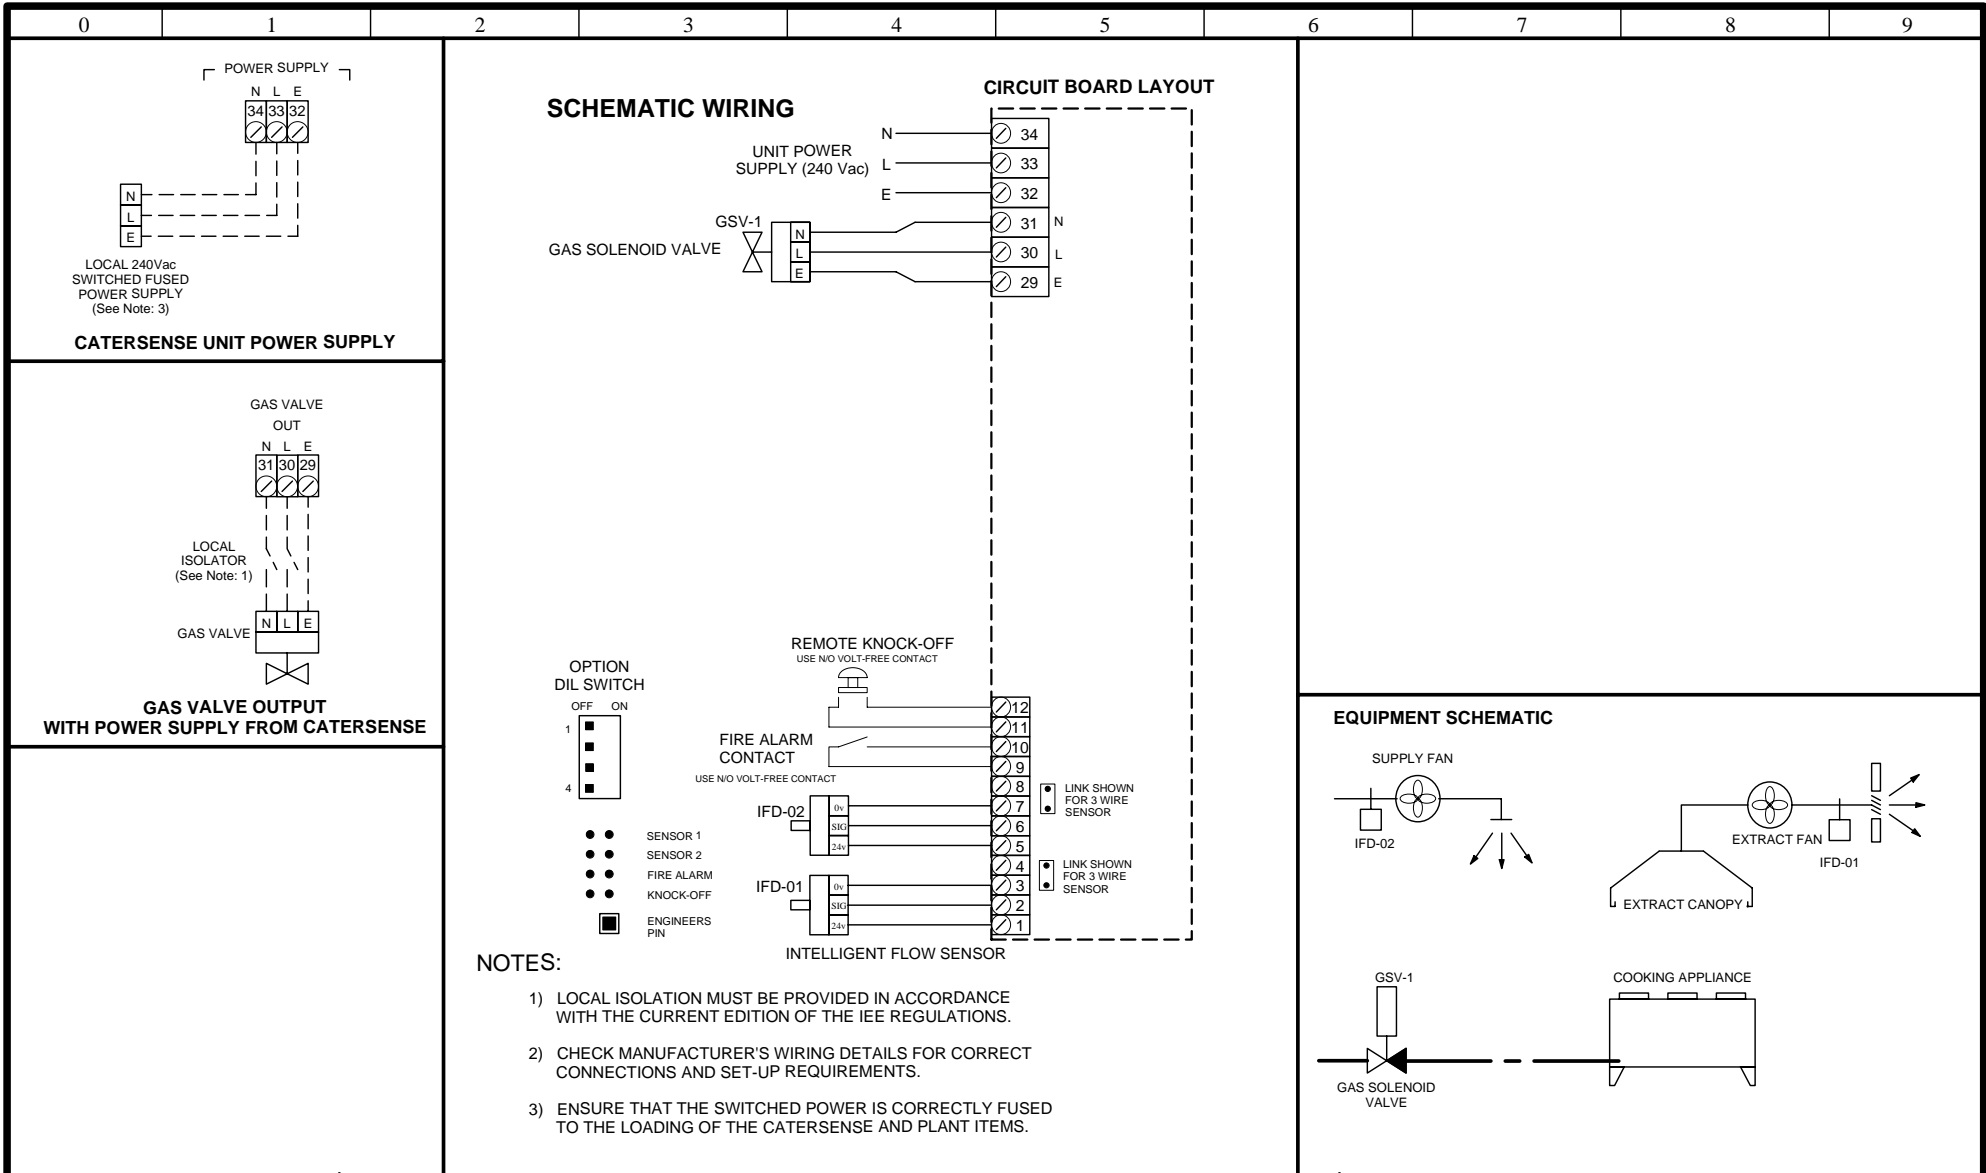 0 1 2 3 4 5 6 7 8 9
POWER SUPPLY
N L E
34 33 32
N
L
E
LOCAL 240Vac
SWITCHED FUSED
POWER SUPPLY
(See Note: 3)
CATERSENSE UNIT POWER SUPPLY
GAS VALVE
OUT
N L E
31 30 29
LOCAL
ISOLATOR
(See Note: 1)
N L E
GAS VALVE
GAS VALVE OUTPUT
WITH POWER SUPPLY FROM CATERSENSE
SCHEMATIC WIRING
CIRCUIT BOARD LAYOUT
UNIT POWER
SUPPLY (240 Vac)
N 34
L 33
E 32
GSV-1
GAS SOLENOID VALVE
N 31 N
L 30 L
E 29 E
OPTION
DIL SWITCH
OFF ON
1
4
SENSOR 1
SENSOR 2
FIRE ALARM
KNOCK-OFF
ENGINEERS
PIN
REMOTE KNOCK-OFF
USE N/O VOLT-FREE CONTACT
FIRE ALARM
CONTACT
USE N/O VOLT-FREE CONTACT
12
11
10
9
8
7
6
5
4
3
2
1
IFD-02
0v
SIG
24v
LINK SHOWN
FOR 3 WIRE
SENSOR
IFD-01
0v
SIG
24v
LINK SHOWN
FOR 3 WIRE
SENSOR
INTELLIGENT FLOW SENSOR
NOTES:
1) LOCAL ISOLATION MUST BE PROVIDED IN ACCORDANCE
WITH THE CURRENT EDITION OF THE IEE REGULATIONS.
2) CHECK MANUFACTURER'S WIRING DETAILS FOR CORRECT
CONNECTIONS AND SET-UP REQUIREMENTS.
3) ENSURE THAT THE SWITCHED POWER IS CORRECTLY FUSED
TO THE LOADING OF THE CATERSENSE AND PLANT ITEMS.
EQUIPMENT SCHEMATIC
SUPPLY FAN
IFD-02
EXTRACT FAN
IFD-01
EXTRACT CANOPY
GSV-1
COOKING APPLIANCE
GAS SOLENOID
VALVE